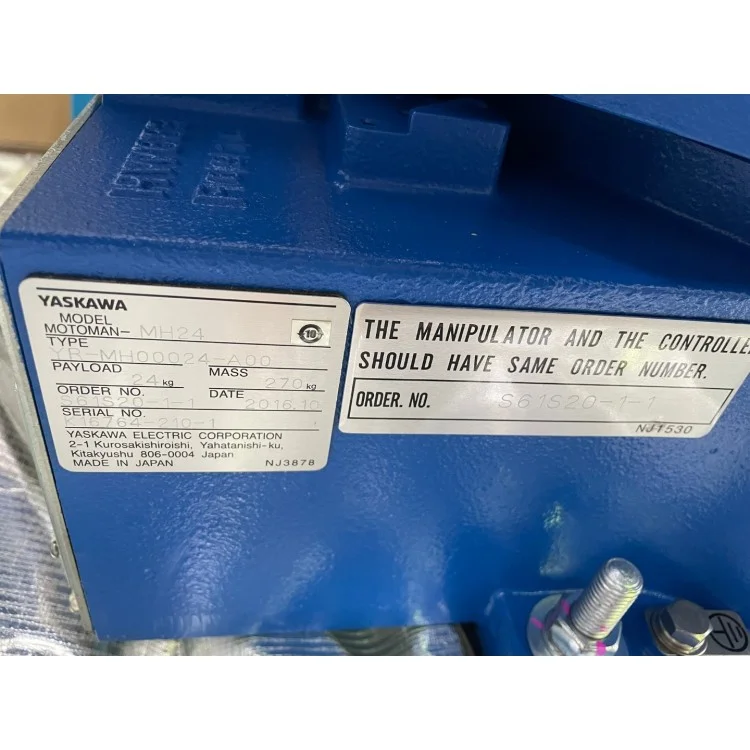 YASKAWA
MODEL
MOTOMAN- MH24
TYPE
YR-MH00024-A00
PAYLOAD 24 kg MASS 270 kg
ORDER NO. S61S20-1-1 DATE 2016.10
SERIAL NO.
YASKAWA ELECTRIC CORPORATION
2-1 Kurosakishiroishi, Yahatanishi-ku,
Kitakyushu 806-0004 Japan
MADE IN JAPAN NJ3878
10
THE MANIPULATOR AND THE CONTROLLE
SHOULD HAVE SAME ORDER NUMBER.
ORDER. NO. S61S20-1-1
NJ1530